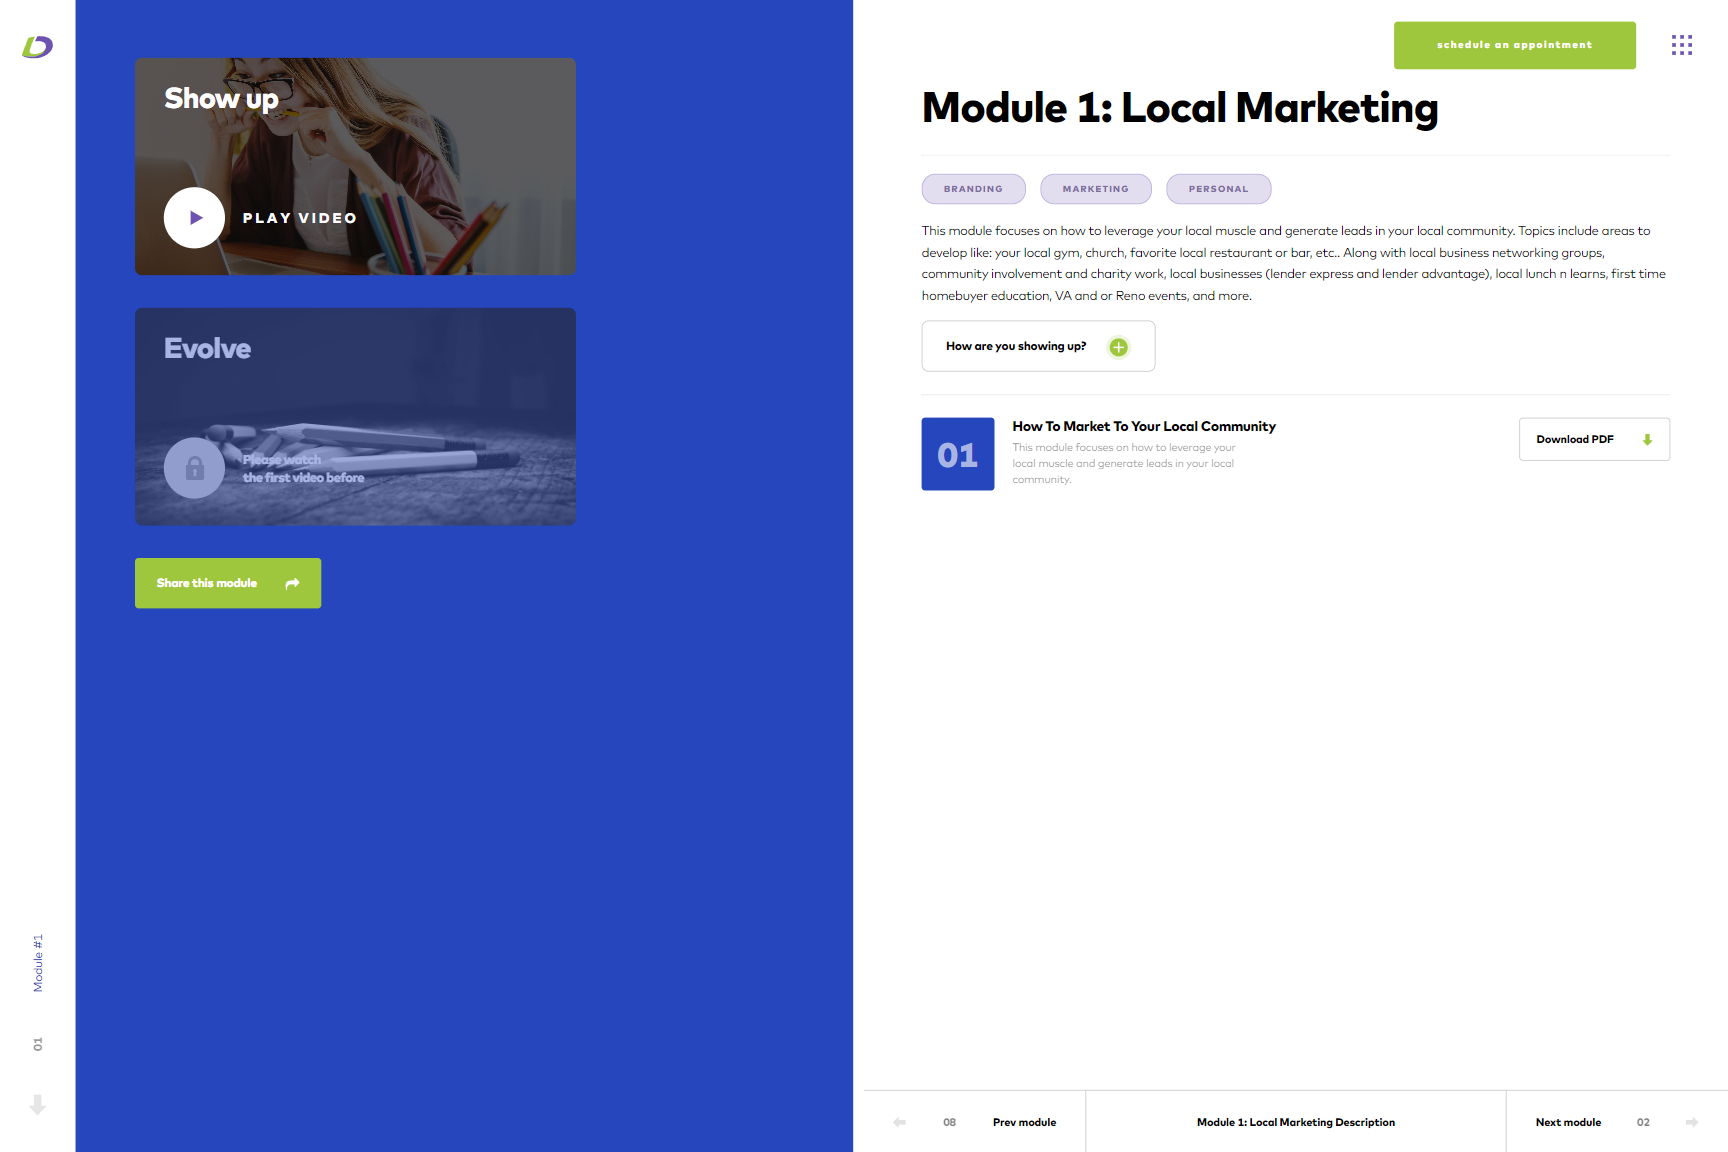 schedule an appointment
Show up
PLAY VIDEO
Evolve
Please watch
the first video before
Share this module
Module #1
01
Module 1: Local Marketing
BRANDING
MARKETING
PERSONAL
This module focuses on how to leverage your local muscle and generate leads in your local community. Topics include areas to
develop like: your local gym, church, favorite local restaurant or bar, etc.. Along with local business networking groups,
community involvement and charity work, local businesses (lender express and lender advantage), local lunch n learns, first time
homebuyer education, VA and or Reno events, and more.
How are you showing up?
01
How To Market To Your Local Community
This module focuses on how to leverage your
local muscle and generate leads in your local
community.
Download PDF
08
Prev module
Module 1: Local Marketing Description
Next module
02